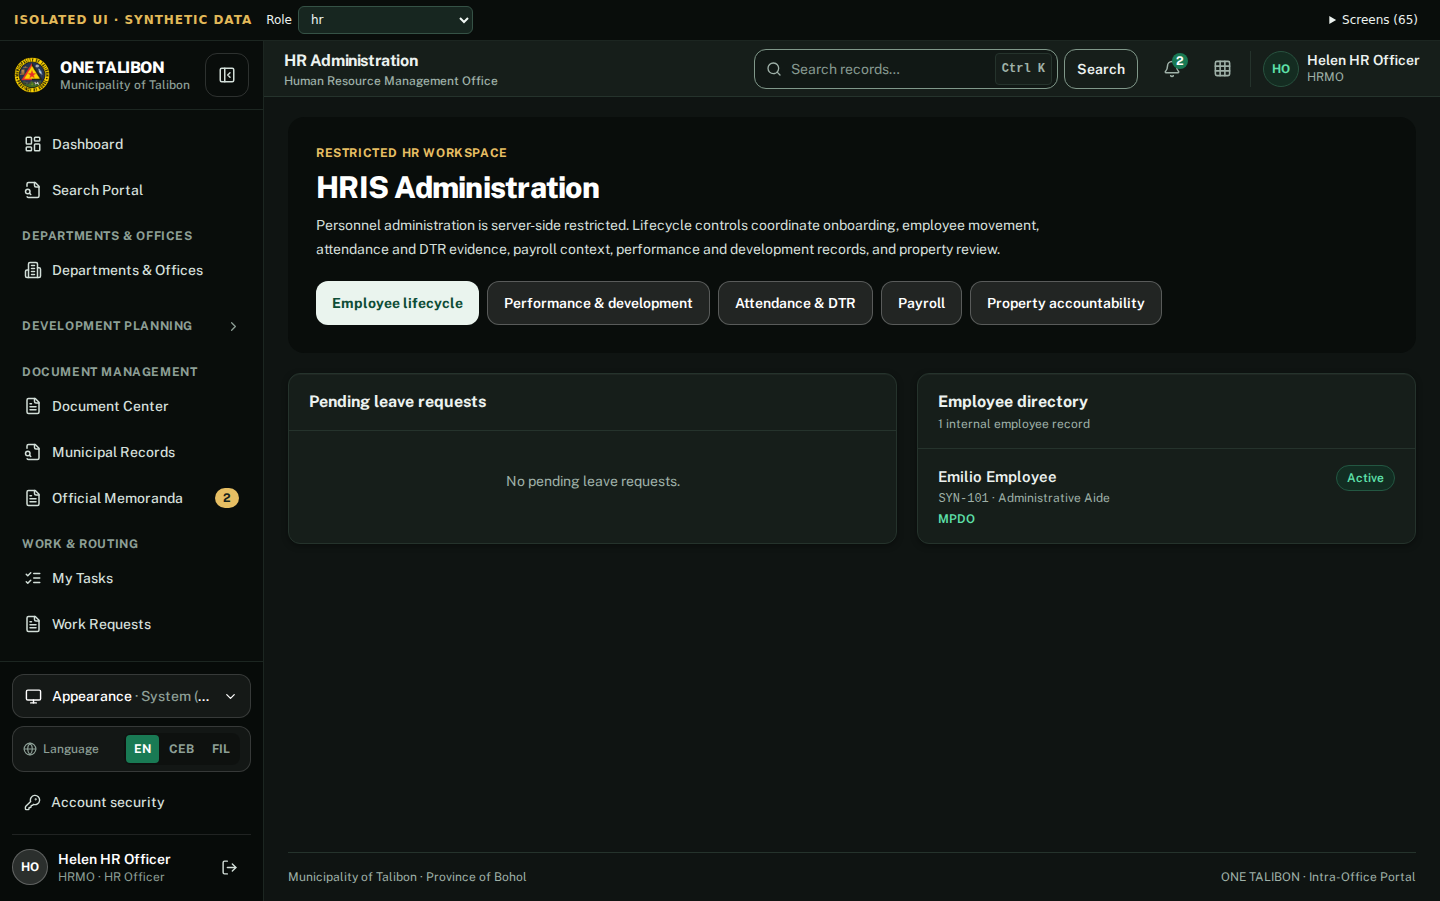 ISOLATED UI · SYNTHETIC DATA
Role
hr
Screens (65)
ONE TALIBON
Municipality of Talibon
HR Administration
Human Resource Management Office
Search records...
Ctrl K
Search
2
HO
Helen HR Officer
HRMO
Dashboard
Search Portal
DEPARTMENTS & OFFICES
Departments & Offices
DEVELOPMENT PLANNING
DOCUMENT MANAGEMENT
Document Center
Municipal Records
Official Memoranda
2
WORK & ROUTING
My Tasks
Work Requests
Appearance · System (...
Language
EN
CEB
FIL
Account security
HO
Helen HR Officer
HRMO · HR Officer
RESTRICTED HR WORKSPACE
HRIS Administration
Personnel administration is server-side restricted. Lifecycle controls coordinate onboarding, employee movement,
attendance and DTR evidence, payroll context, performance and development records, and property review.
Employee lifecycle
Performance & development
Attendance & DTR
Payroll
Property accountability
Pending leave requests
No pending leave requests.
Employee directory
1 internal employee record
Emilio Employee
Active
SYN-101 · Administrative Aide
MPDO
Municipality of Talibon · Province of Bohol
ONE TALIBON · Intra-Office Portal